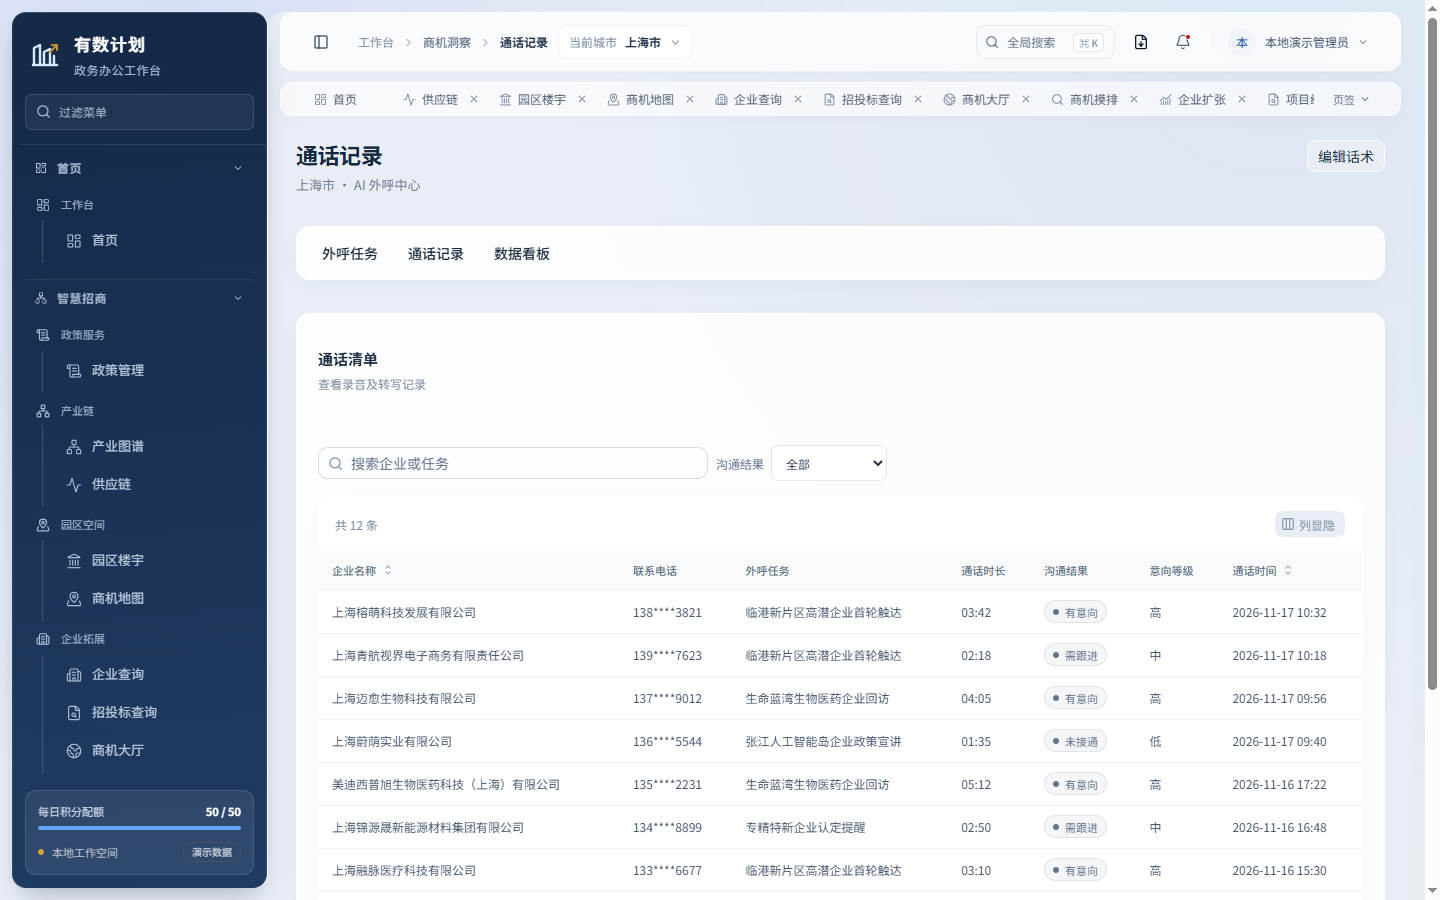 有数计划
政务办公工作台
过滤菜单
首页
工作台
首页
智慧招商
政策服务
政策管理
产业链
产业图谱
供应链
园区空间
园区楼宇
商机地图
企业拓展
企业查询
招投标查询
商机大厅
每日积分配额 50 / 50
本地工作空间 演示数据
工作台 商机洞察 通话记录 当前城市 上海市 全局搜索 ⌘K 本 本地演示管理员
首页 供应链 园区楼宇 商机地图 企业查询 招投标查询 商机大厅 商机摸排 企业扩张 项目 页签
通话记录
上海市 · AI 外呼中心
编辑话术
外呼任务 通话记录 数据看板
通话清单
查看录音及转写记录
搜索企业或任务 沟通结果 全部
共 12 条 列显隐
企业名称 联系电话 外呼任务 通话时长 沟通结果 意向等级 通话时间
上海榕萌科技发展有限公司 138****3821 临港新片区高潜企业首轮触达 03:42 有意向 高 2026-11-17 10:32
上海青航视界电子商务有限责任公司 139****7623 临港新片区高潜企业首轮触达 02:18 需跟进 中 2026-11-17 10:18
上海迈愈生物科技有限公司 137****9012 生命蓝湾生物医药企业回访 04:05 有意向 高 2026-11-17 09:56
上海蔚荫实业有限公司 136****5544 张江人工智能岛企业政策宣讲 01:35 未接通 低 2026-11-17 09:40
美迪西普旭生物医药科技（上海）有限公司 135****2231 生命蓝湾生物医药企业回访 05:12 有意向 高 2026-11-16 17:22
上海锦源晟新能源材料集团有限公司 134****8899 专精特新企业认定提醒 02:50 需跟进 中 2026-11-16 16:48
上海融脉医疗科技有限公司 133****6677 临港新片区高潜企业首轮触达 03:10 有意向 高 2026-11-16 15:30